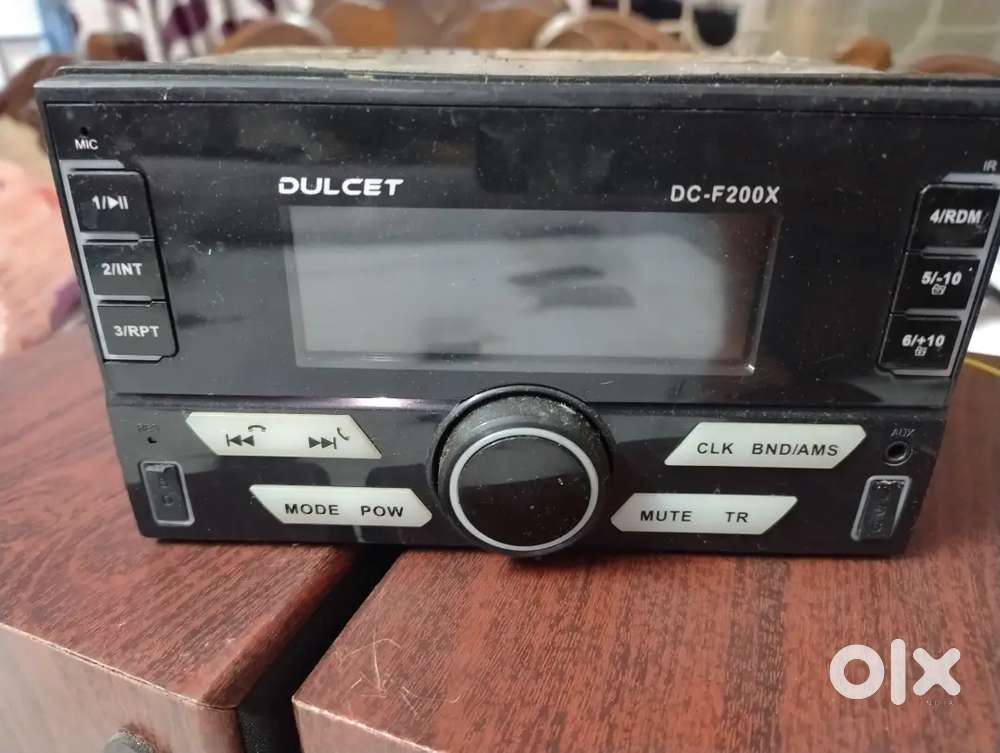 MIC
DULCET
DC-F200X
IR
1/▶II
2/INT
3/RPT
4/RDM
5/-10
6/+10
CLK BND/AMS
AUX
MODE POW
MUTE TR
olx
INDIA